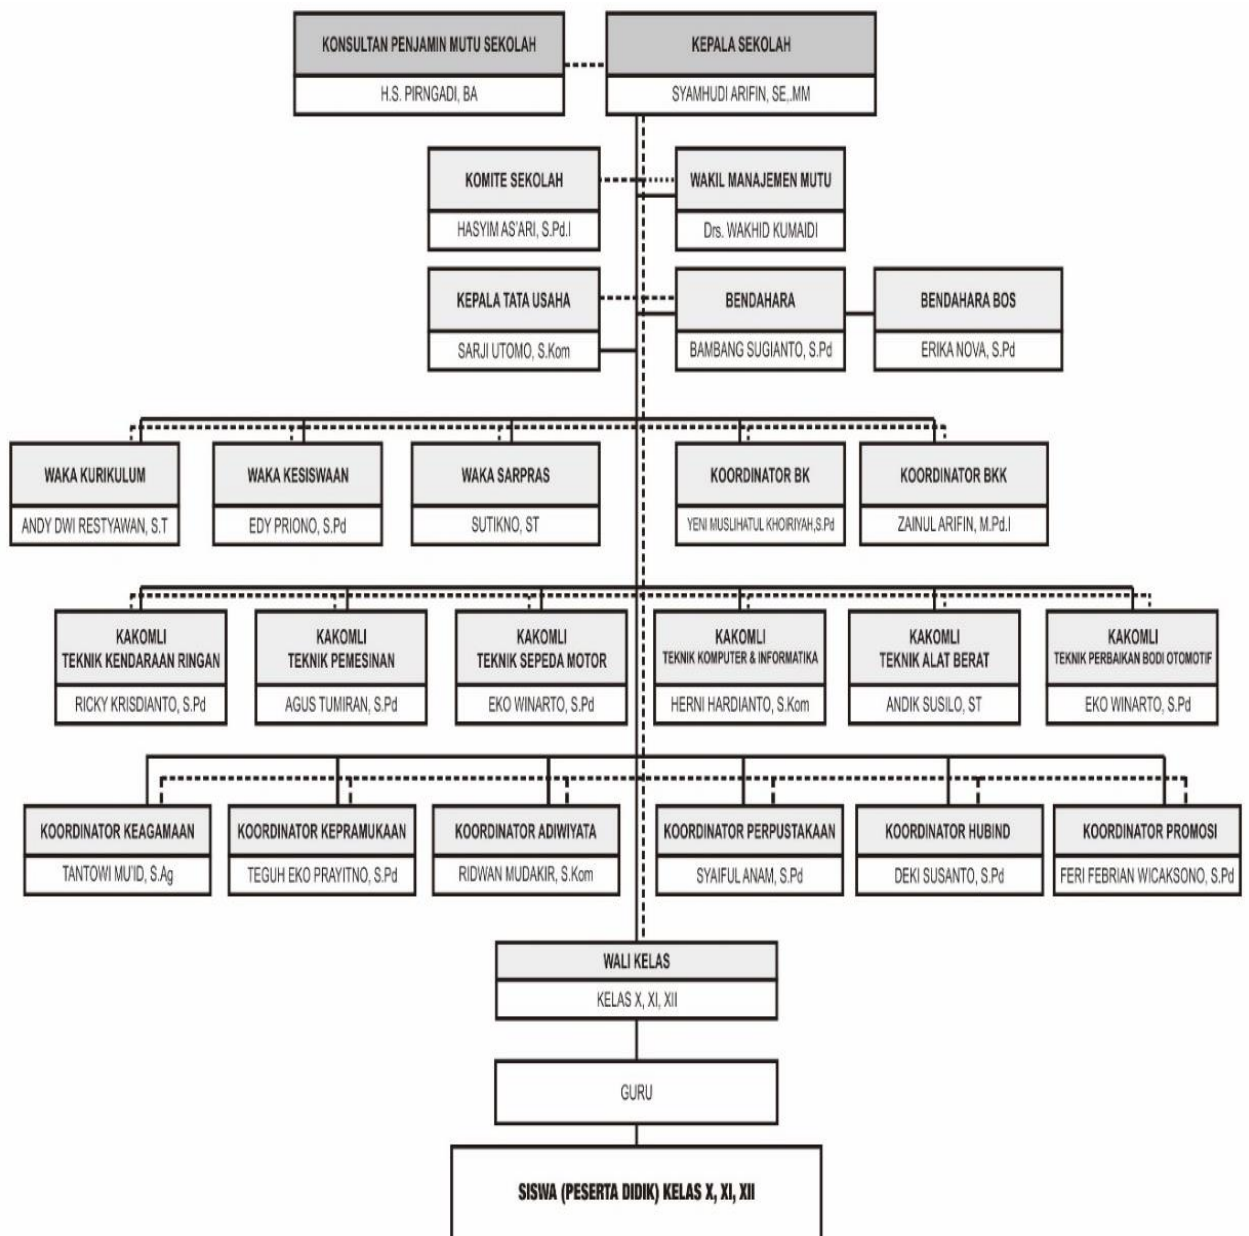 KONSULTAN PENJAMIN MUTU SEKOLAH
H.S. PIRNGADI, BA
KEPALA SEKOLAH
SYAMHUDI ARIFIN, SE,.MM
KOMITE SEKOLAH
HASYIM AS'ARI, S.Pd.I
WAKIL MANAJEMEN MUTU
Drs. WAKHID KUMAIDI
KEPALA TATA USAHA
SARJI UTOMO, S.Kom
BENDAHARA
BAMBANG SUGIANTO, S.Pd
BENDAHARA BOS
ERIKA NOVA, S.Pd
WAKA KURIKULUM
ANDY DWI RESTYAWAN, S.T
WAKA KESISWAAN
EDY PRIONO, S.Pd
WAKA SARPRAS
SUTIKNO, ST
KOORDINATOR BK
YENI MUSLIHATUL KHOIRIYAH,S.Pd
KOORDINATOR BKK
ZAINUL ARIFIN, M.Pd.I
KAKOMLI
TEKNIK KENDARAAN RINGAN
RICKY KRISDIANTO, S.Pd
KAKOMLI
TEKNIK PEMESINAN
AGUS TUMIRAN, S.Pd
KAKOMLI
TEKNIK SEPEDA MOTOR
EKO WINARTO, S.Pd
KAKOMLI
TEKNIK KOMPUTER & INFORMATIKA
HERNI HARDIANTO, S.Kom
KAKOMLI
TEKNIK ALAT BERAT
ANDIK SUSILO, ST
KAKOMLI
TEKNIK PERBAIKAN BODI OTOMOTIF
EKO WINARTO, S.Pd
KOORDINATOR KEAGAMAAN
TANTOWI MU'ID, S.Ag
KOORDINATOR KEPRAMUKAAN
TEGUH EKO PRAYITNO, S.Pd
KOORDINATOR ADIWIYATA
RIDWAN MUDAKIR, S.Kom
KOORDINATOR PERPUSTAKAAN
SYAIFUL ANAM, S.Pd
KOORDINATOR HUBIND
DEKI SUSANTO, S.Pd
KOORDINATOR PROMOSI
FERI FEBRIAN WICAKSONO, S.Pd
WALI KELAS
KELAS X, XI, XII
GURU
SISWA (PESERTA DIDIK) KELAS X, XI, XII